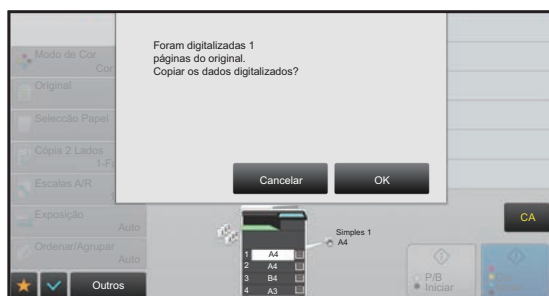 Foram digitalizadas 1
páginas do original.
Copiar os dados digitalizados?
Cancelar
OK
Modo de Cor
Cor
Original
Selecção Papel
Cópia 2 Lados
1-Fa
Escalas A/R
Exposição
Auto
Ordenar/Agrupar
Auto
Outros
Simples 1
A4
1 A4
2 A4
3 B4
4 A3
CA
P/B
Iniciar